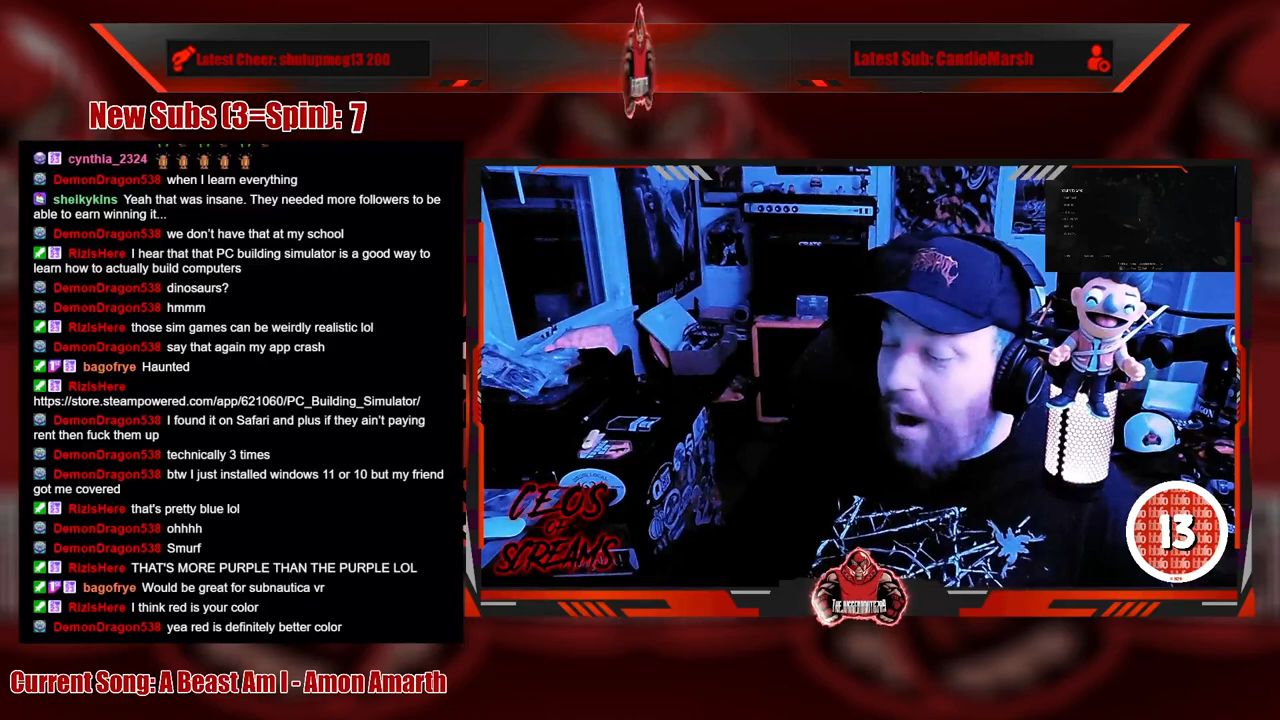 Latest Cheer: shutupmeg13 200
Latest Sub: CandieMarsh
New Subs (3=Spin): 7
cynthia_2324
DemonDragon538 when I learn everything
shelkykins Yeah that was insane. They needed more followers to be
able to earn winning it...
DemonDragon538 we don't have that at my school
RizIsHere I hear that that PC building simulator is a good way to
learn how to actually build computers
DemonDragon538 dinosaurs?
DemonDragon538 hmmm
RizIsHere those sim games can be weirdly realistic lol
DemonDragon538 say that again my app crash
bagofrye Haunted
RizIsHere
https://store.steampowered.com/app/621060/PC_Building_Simulator/
DemonDragon538 I found it on Safari and plus if they ain't paying
rent then fuck them up
DemonDragon538 technically 3 times
DemonDragon538 btw I just installed windows 11 or 10 but my friend
got me covered
RizIsHere that's pretty blue lol
DemonDragon538 ohhhh
DemonDragon538 Smurf
RizIsHere THAT'S MORE PURPLE THAN THE PURPLE LOL
bagofrye Would be great for subnautica vr
RizIsHere I think red is your color
DemonDragon538 yea red is definitely better color
CEO'S
OF
SCREAMS
13
Current Song: A Beast Am I - Amon Amarth